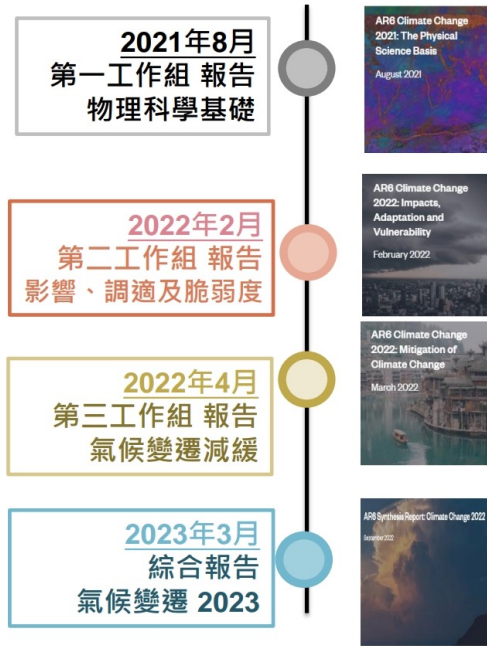 2021年8月
第一工作組 報告
物理科學基礎
AR6 Climate Change
2021: The Physical
Science Basis
August 2021
2022年2月
第二工作組 報告
影響、調適及脆弱度
AR6 Climate Change
2022: Impacts,
Adaptation and
Vulnerability
February 2022
2022年4月
第三工作組 報告
氣候變遷減緩
AR6 Climate Change
2022: Mitigation of
Climate Change
March 2022
2023年3月
綜合報告
氣候變遷 2023
AR6 Synthesis Report: Climate Change 2022
September 2022